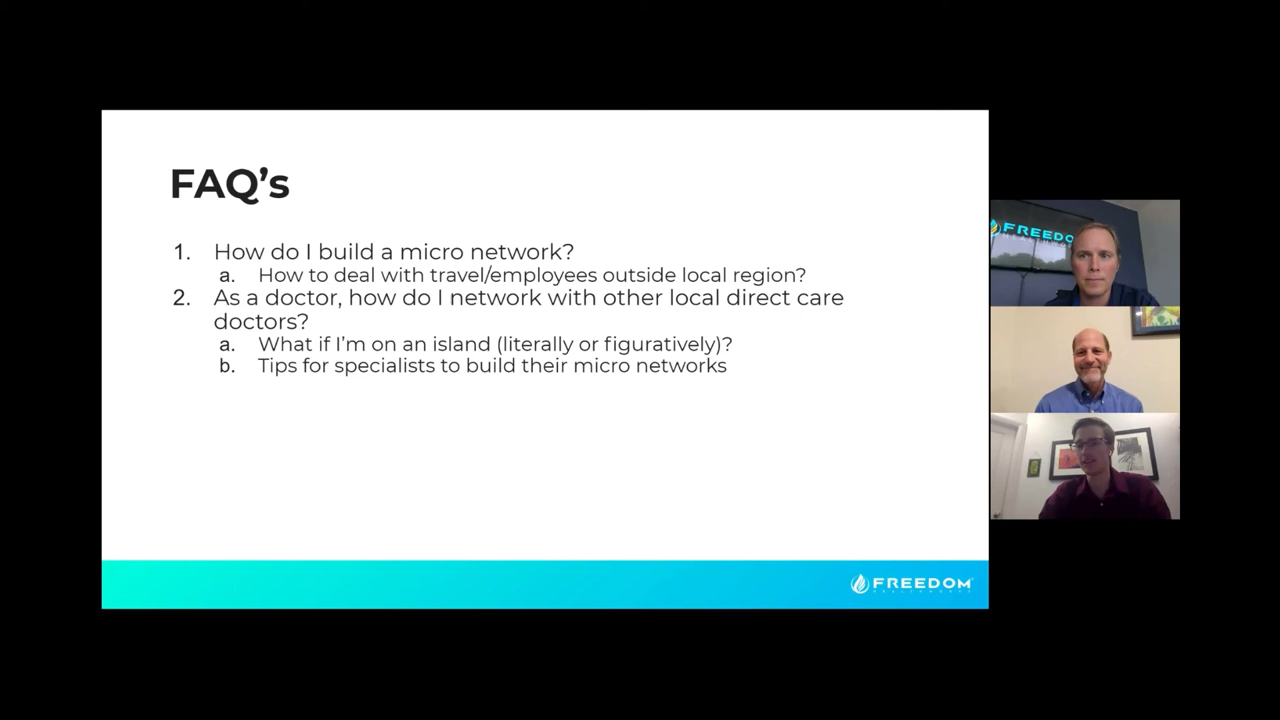 FAQ’s
1. How do I build a micro network?
a. How to deal with travel/employees outside local region?
2. As a doctor, how do I network with other local direct care
doctors?
a. What if I’m on an island (literally or figuratively)?
b. Tips for specialists to build their micro networks
FREEDOM
HEALTHWORKS
FREEDO